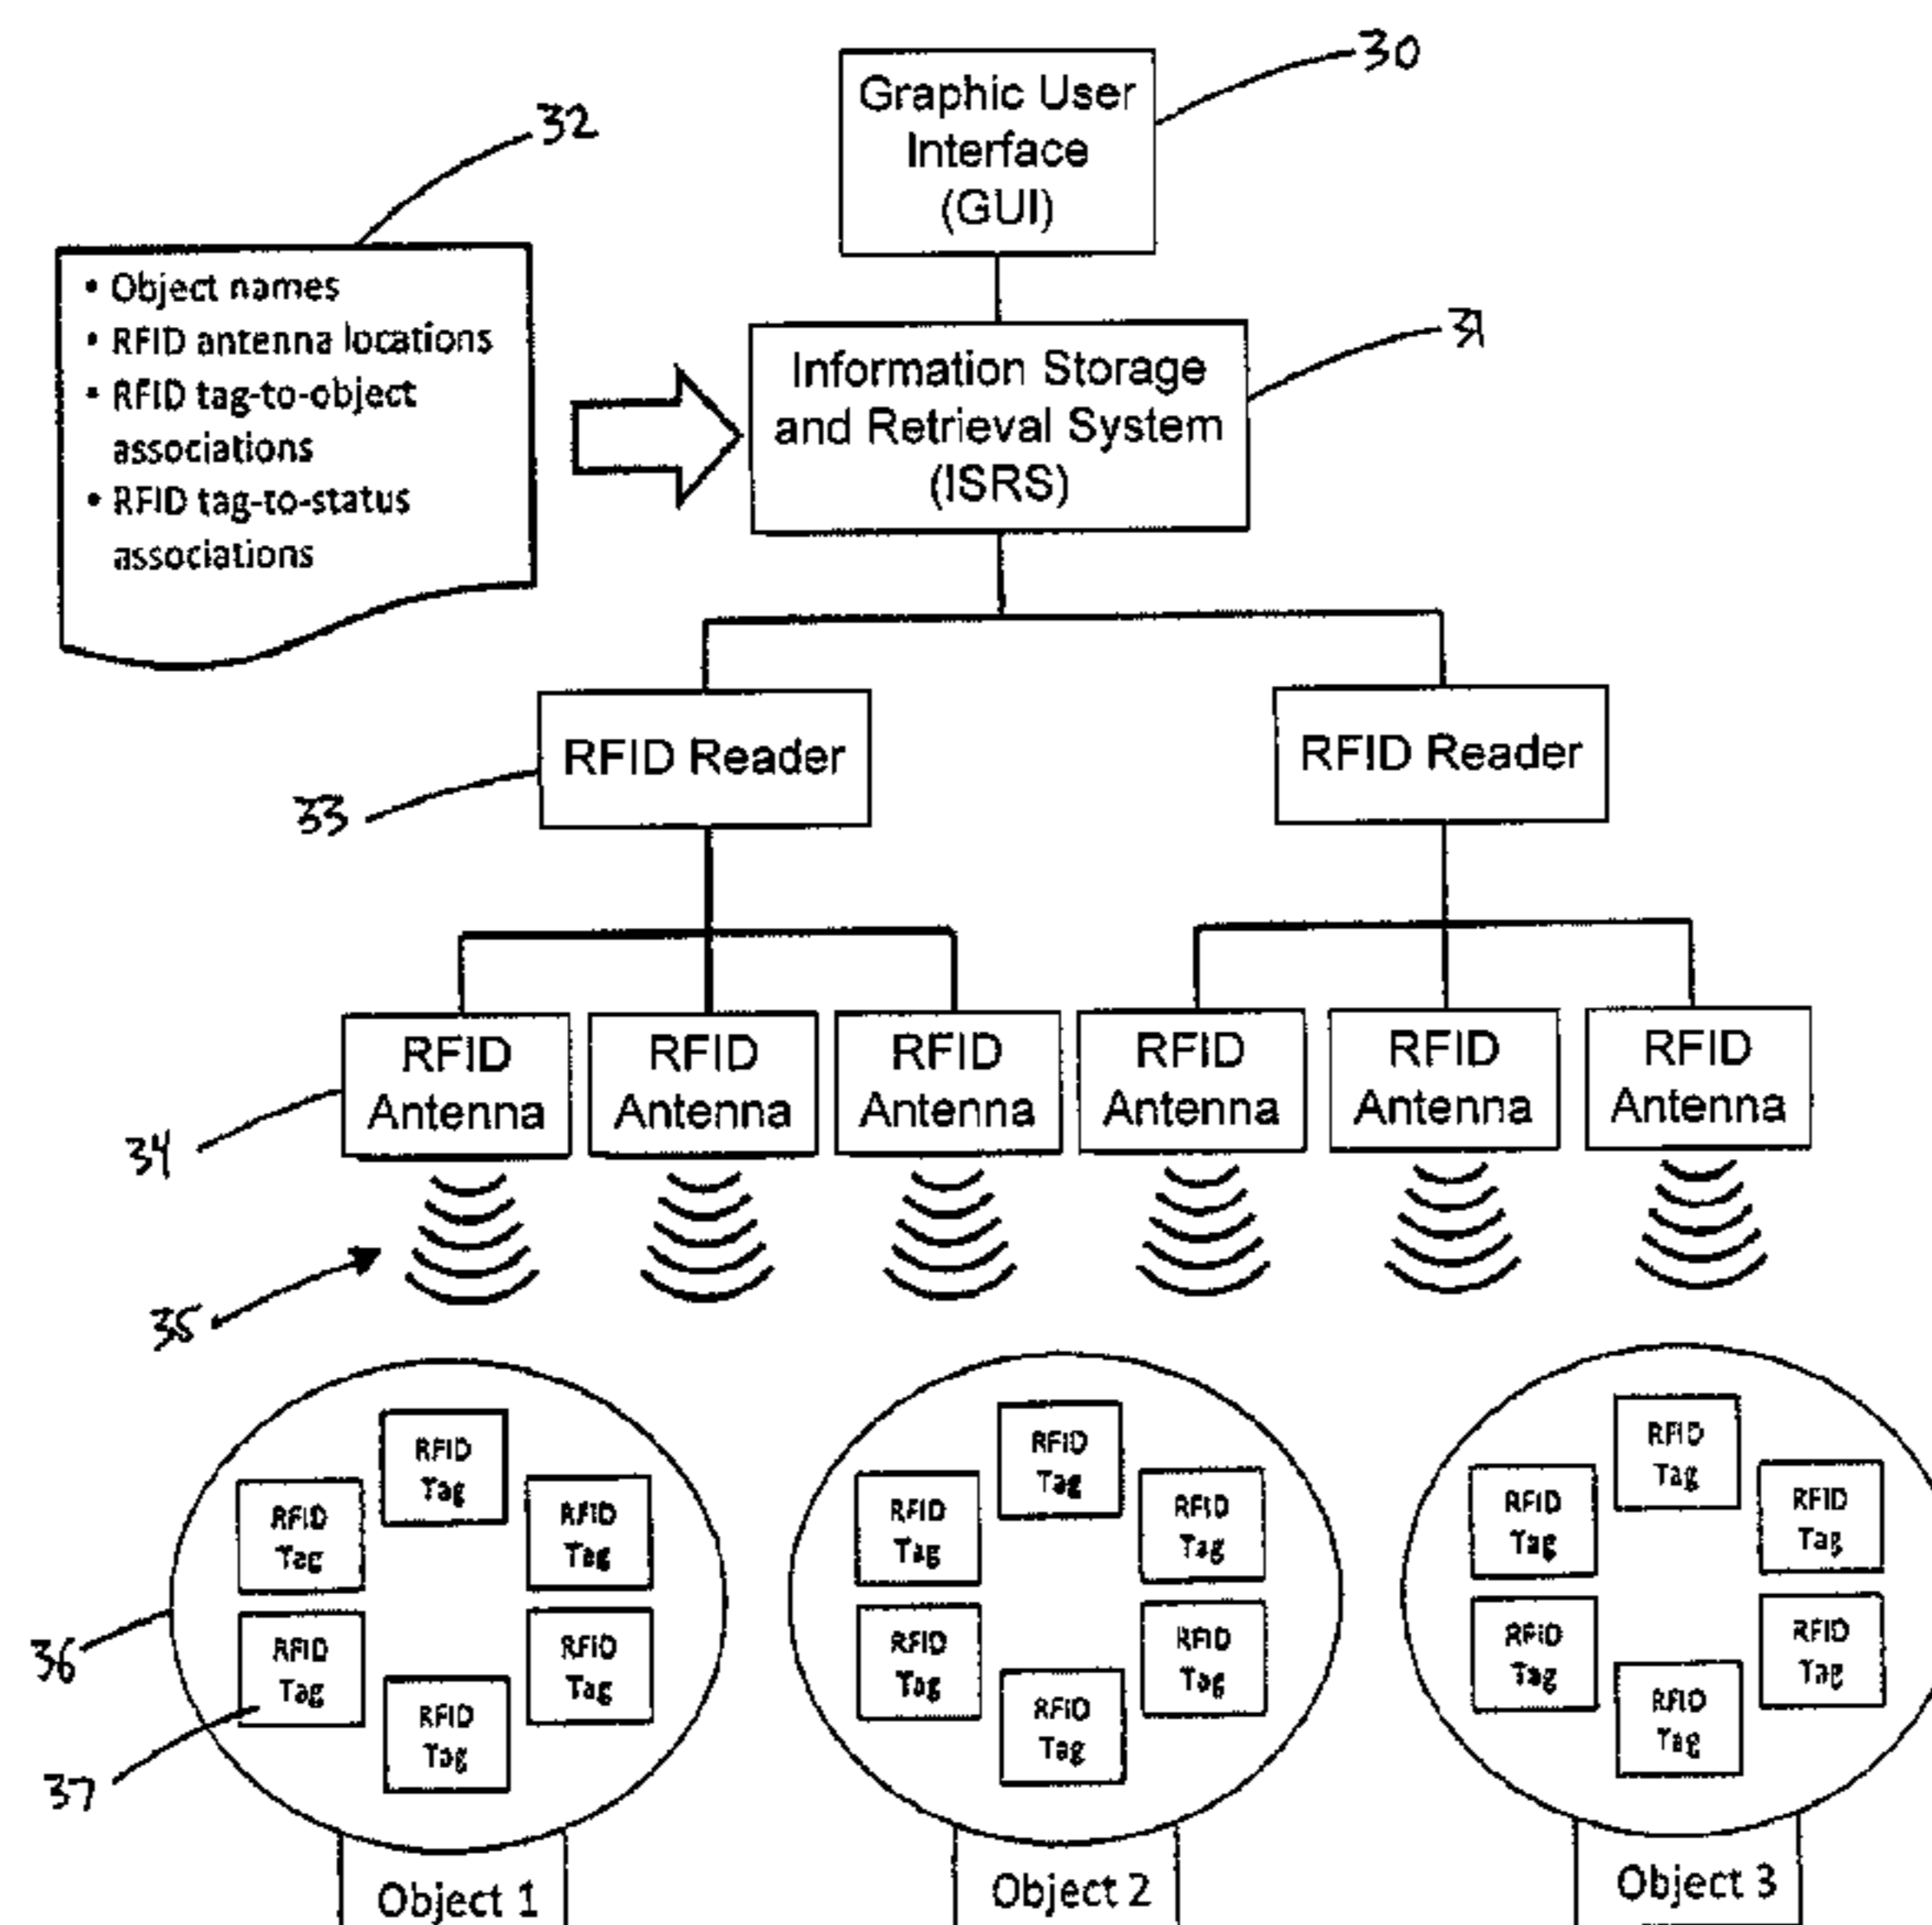 30
Graphic User
Interface
(GUI)
32
• Object names
• RFID antenna locations
• RFID tag-to-object
associations
• RFID tag-to-status
associations
31
Information Storage
and Retrieval System
(ISRS)
RFID Reader
RFID Reader
33
RFID
Antenna
RFID
Antenna
RFID
Antenna
RFID
Antenna
RFID
Antenna
RFID
Antenna
34
35
RFID
Tag
RFID
Tag
RFID
Tag
RFID
Tag
RFID
Tag
RFID
Tag
36
37
Object 1
RFID
Tag
RFID
Tag
RFID
Tag
RFID
Tag
RFID
Tag
RFID
Tag
Object 2
RFID
Tag
RFID
Tag
RFID
Tag
RFID
Tag
RFID
Tag
RFID
Tag
Object 3